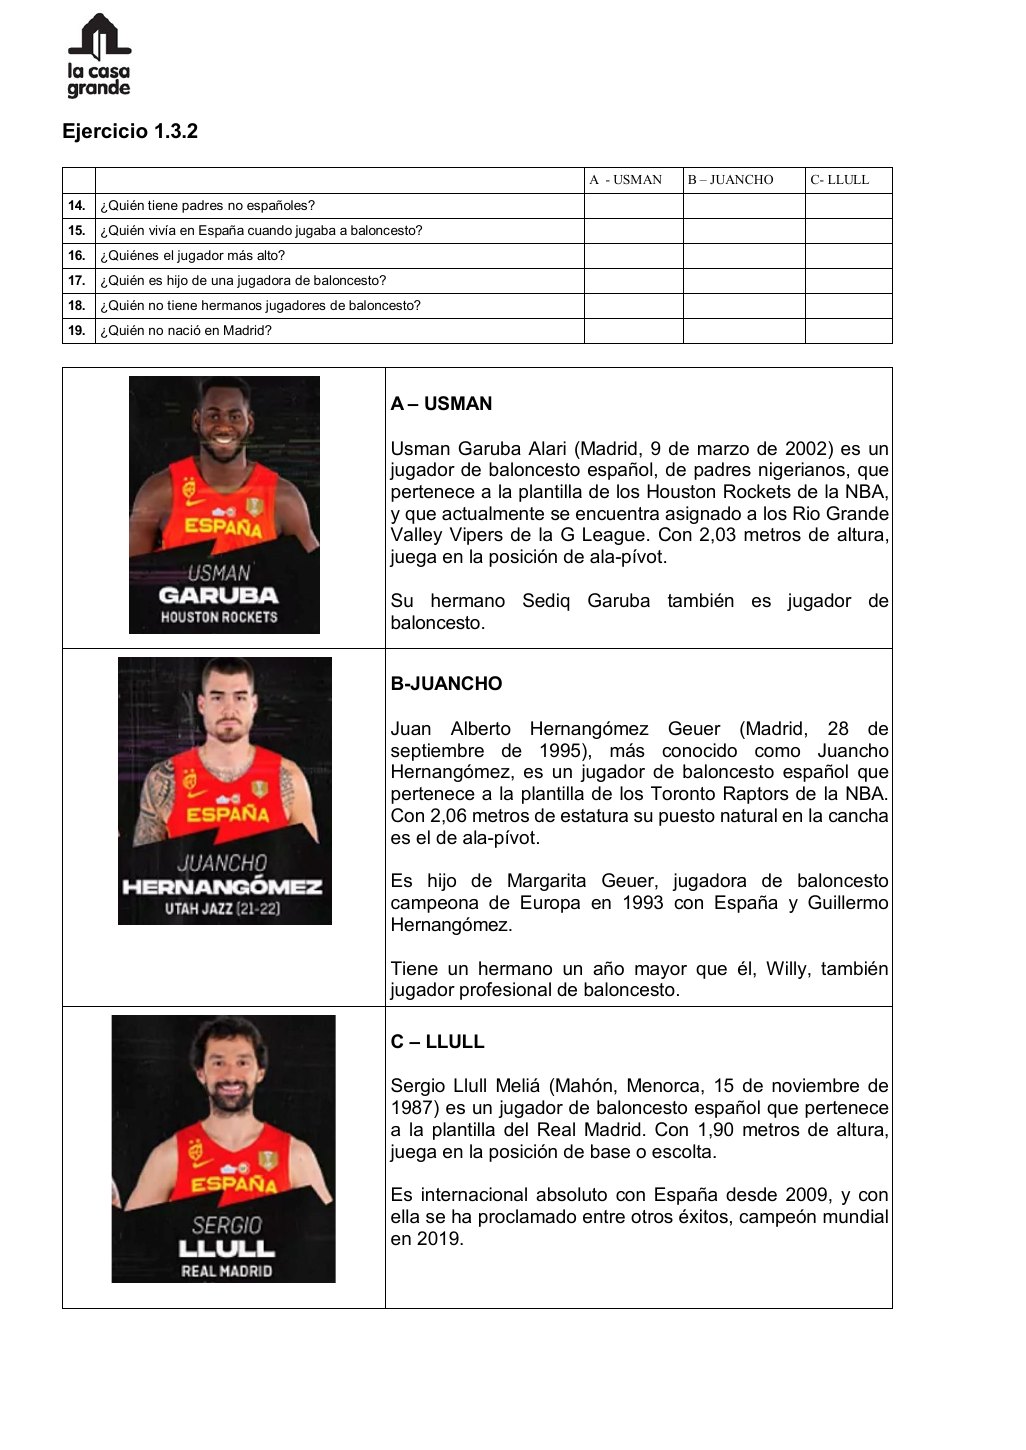 la casa
grande
Ejercicio 1.3.2
A - USMAN B – JUANCHO C- LLULL
14. ¿Quién tiene padres no españoles?
15. ¿Quién vivía en España cuando jugaba a baloncesto?
16. ¿Quiénes el jugador más alto?
17. ¿Quién es hijo de una jugadora de baloncesto?
18. ¿Quién no tiene hermanos jugadores de baloncesto?
19. ¿Quién no nació en Madrid?
ESPAÑA
USMAN
GARUBA
HOUSTON ROCKETS
A – USMAN
Usman Garuba Alari (Madrid, 9 de marzo de 2002) es un
jugador de baloncesto español, de padres nigerianos, que
pertenece a la plantilla de los Houston Rockets de la NBA,
y que actualmente se encuentra asignado a los Rio Grande
Valley Vipers de la G League. Con 2,03 metros de altura,
juega en la posición de ala-pívot.
Su hermano Sediq Garuba también es jugador de
baloncesto.
ESPAÑA
JUANCHO
HERNANGÓMEZ
UTAH JAZZ (21-22)
B-JUANCHO
Juan Alberto Hernangómez Geuer (Madrid, 28 de
septiembre de 1995), más conocido como Juancho
Hernangómez, es un jugador de baloncesto español que
pertenece a la plantilla de los Toronto Raptors de la NBA.
Con 2,06 metros de estatura su puesto natural en la cancha
es el de ala-pívot.
Es hijo de Margarita Geuer, jugadora de baloncesto
campeona de Europa en 1993 con España y Guillermo
Hernangómez.
Tiene un hermano un año mayor que él, Willy, también
jugador profesional de baloncesto.
ESPAÑA
SERGIO
LLULL
REAL MADRID
C – LLULL
Sergio Llull Meliá (Mahón, Menorca, 15 de noviembre de
1987) es un jugador de baloncesto español que pertenece
a la plantilla del Real Madrid. Con 1,90 metros de altura,
juega en la posición de base o escolta.
Es internacional absoluto con España desde 2009, y con
ella se ha proclamado entre otros éxitos, campeón mundial
en 2019.